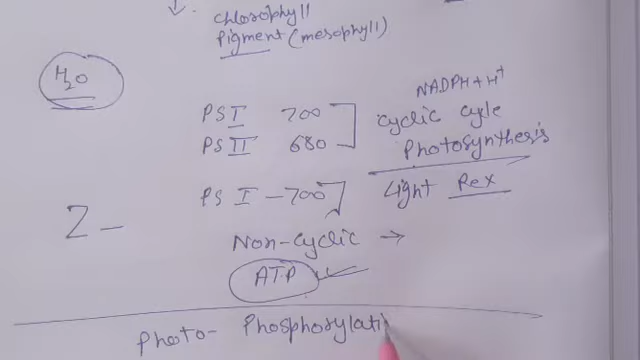 chlorophyll
Pigment (mesophyll)
H2O
NADPH + H+
PS I 700
cyclic cycle
PS II 680
Photosynthesis
PS I - 700
Light Rex
Z -
Non-cyclic →
ATP
Photo- Phosphorylati